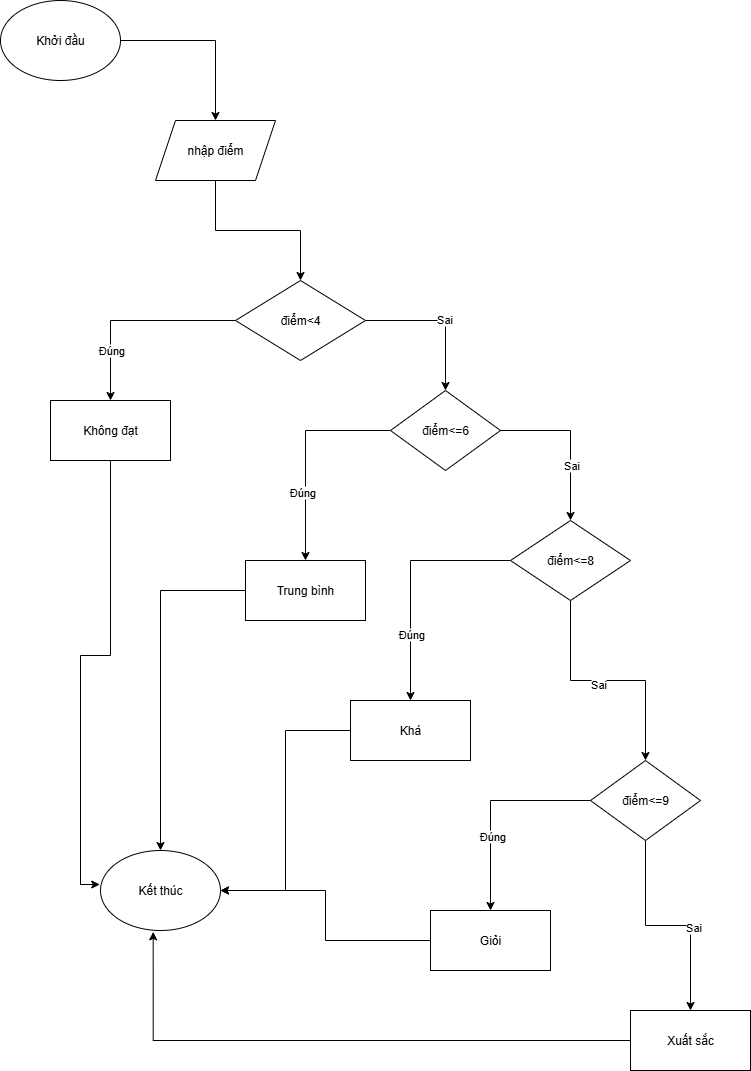 Khởi đầu
nhập điểm
điểm<4
Đúng
Sai
Không đạt
điểm<=6
Đúng
Sai
Trung bình
điểm<=8
Đúng
Sai
Khá
điểm<=9
Đúng
Sai
Kết thúc
Giỏi
Xuất sắc